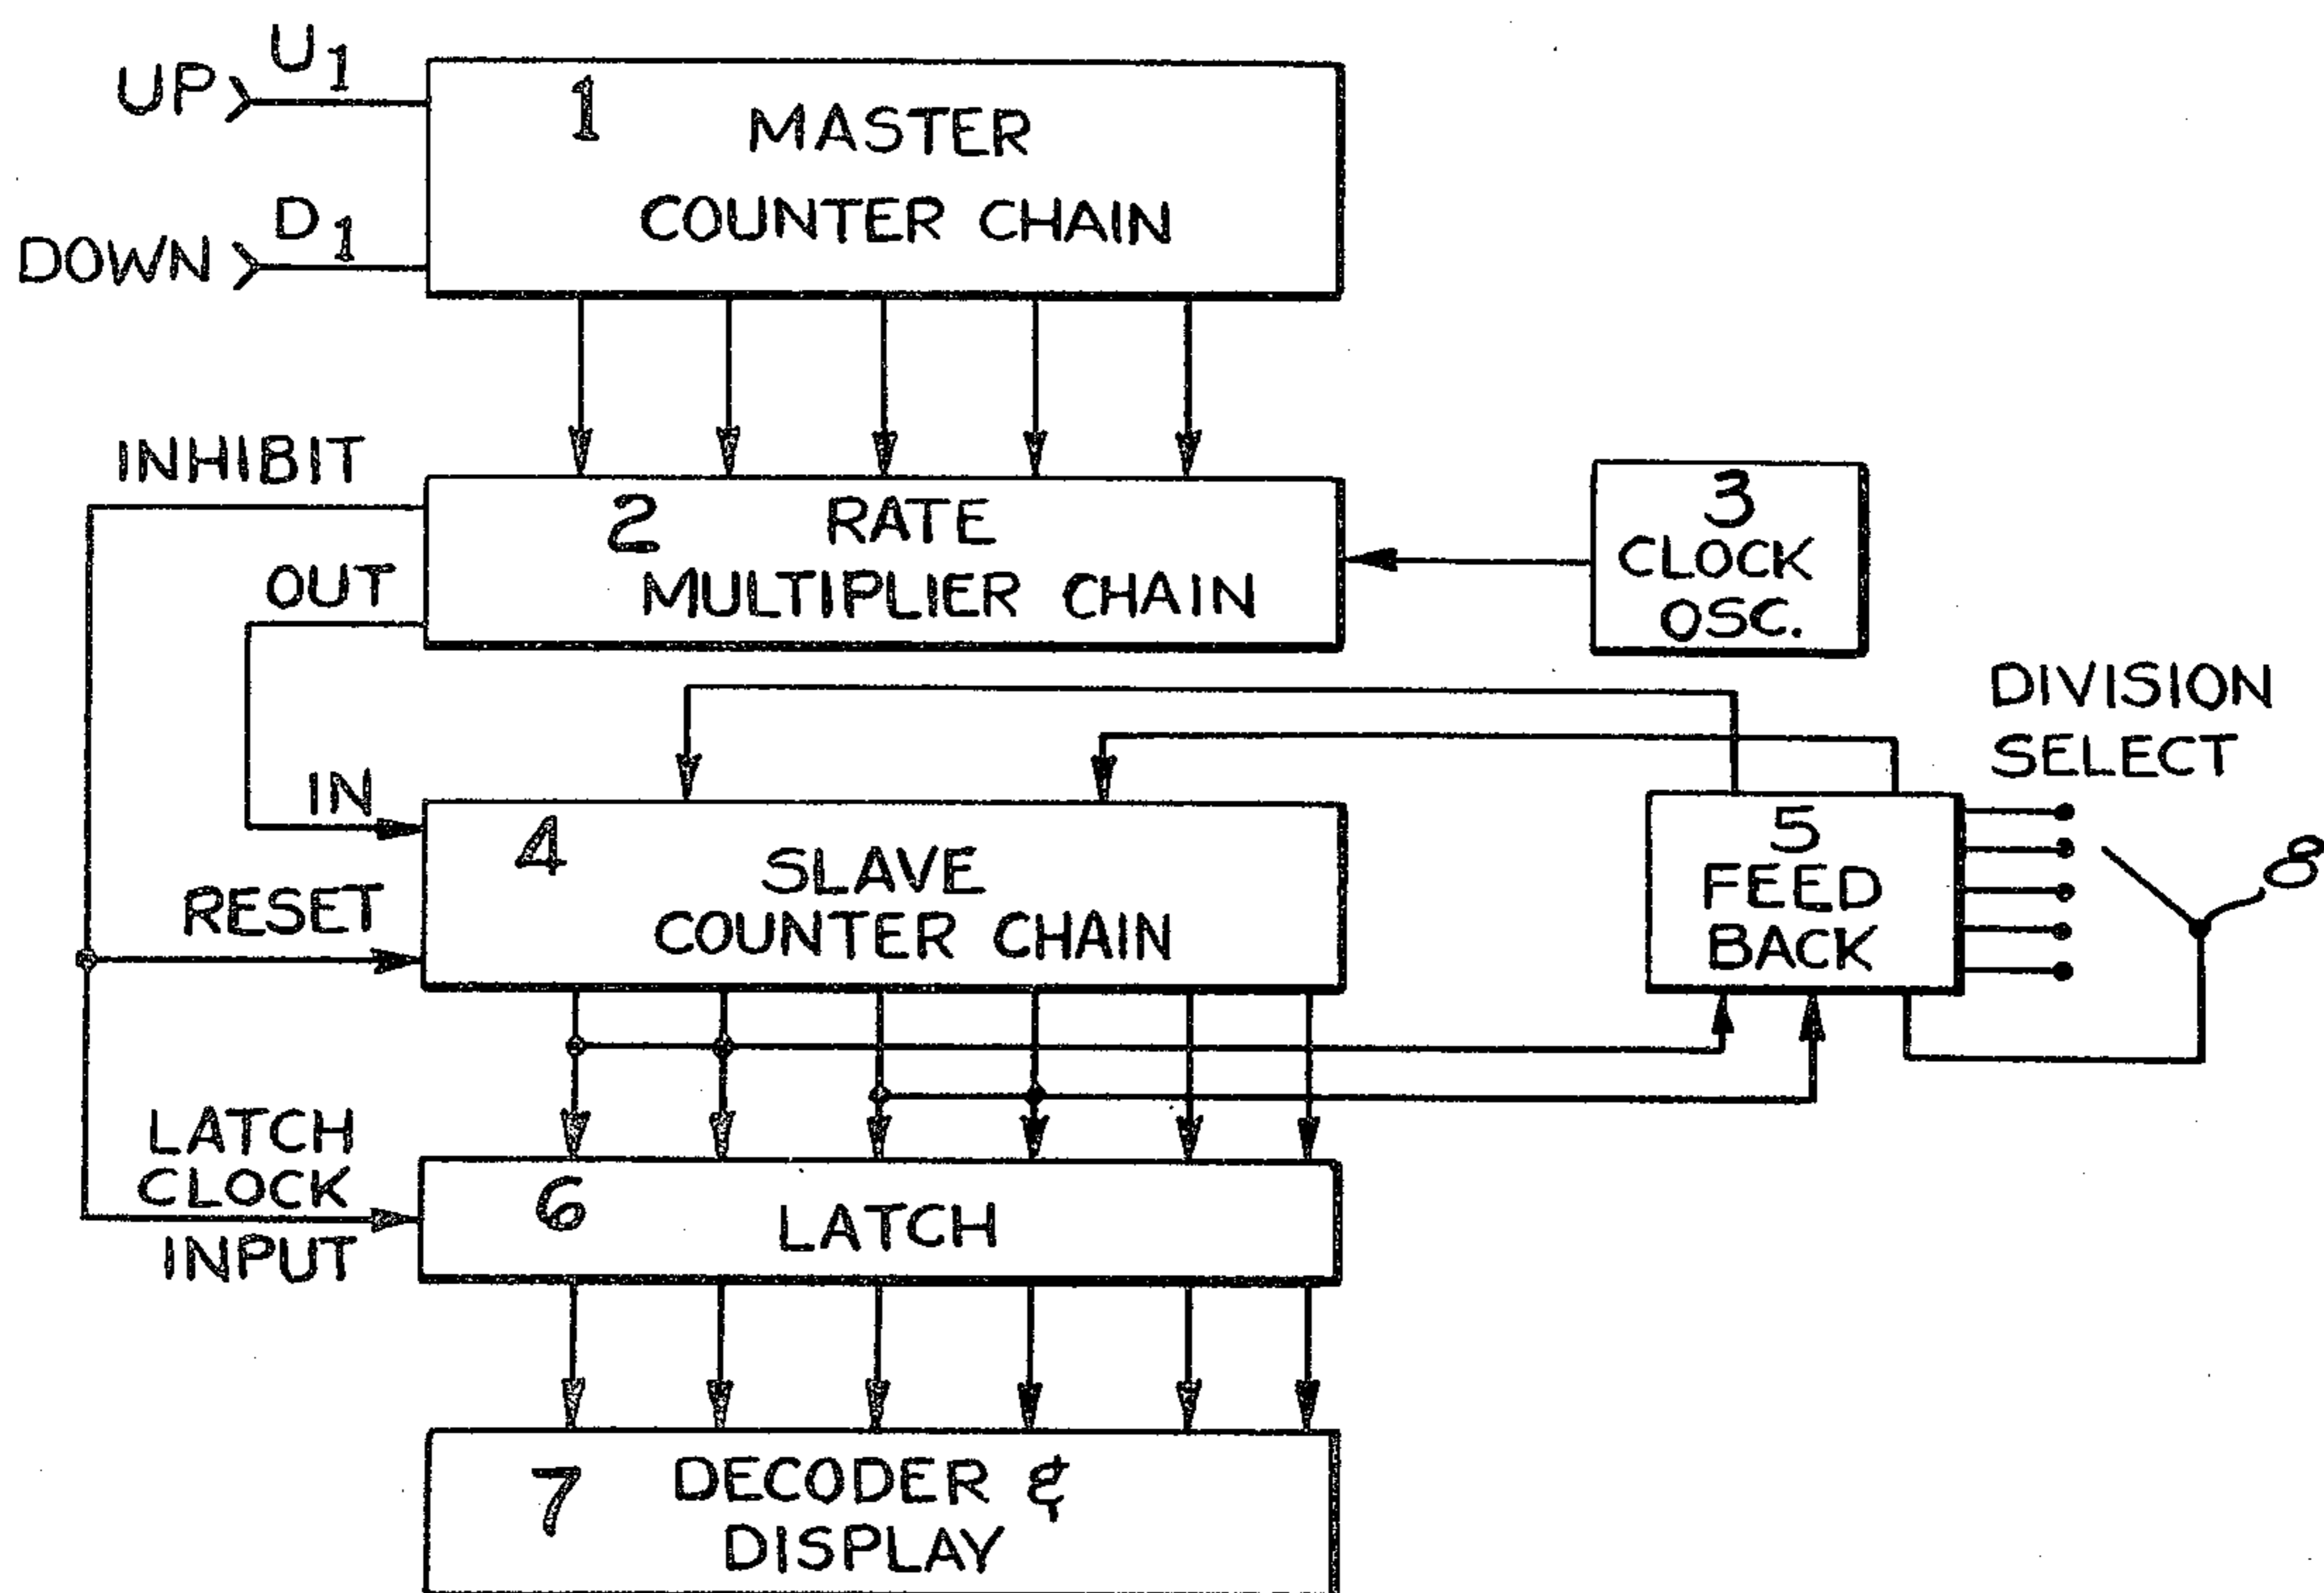 UP U1
1 MASTER
COUNTER CHAIN
DOWN D1
INHIBIT
OUT
2 RATE
MULTIPLIER CHAIN
3
CLOCK
OSC.
DIVISION
SELECT
IN
RESET
4
SLAVE
COUNTER CHAIN
5
FEED
BACK
8
LATCH
CLOCK
INPUT
6 LATCH
7 DECODER &
DISPLAY